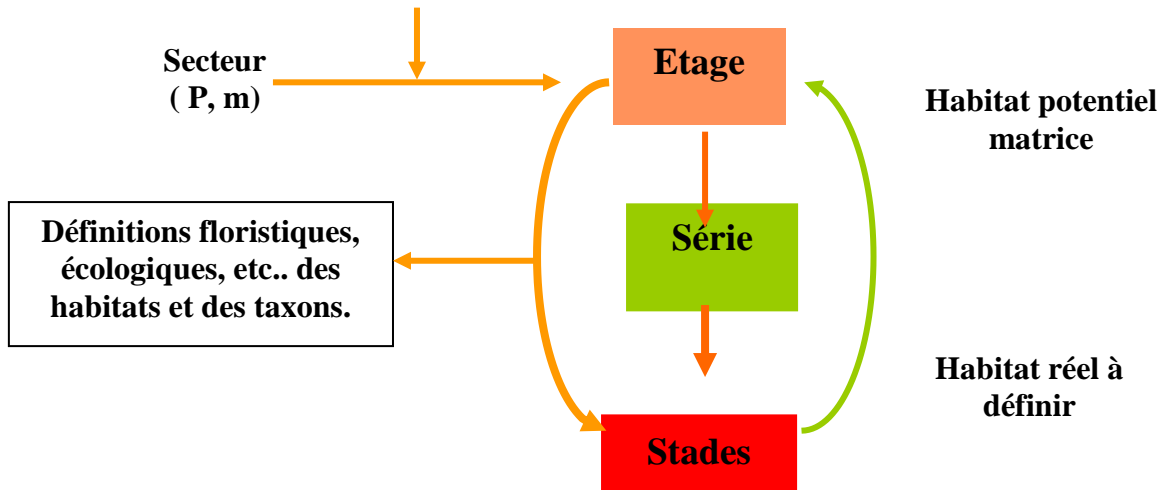 Secteur
( P, m)
Etage
Habitat potentiel
matrice
Définitions floristiques,
écologiques, etc.. des
habitats et des taxons.
Série
Habitat réel à
définir
Stades